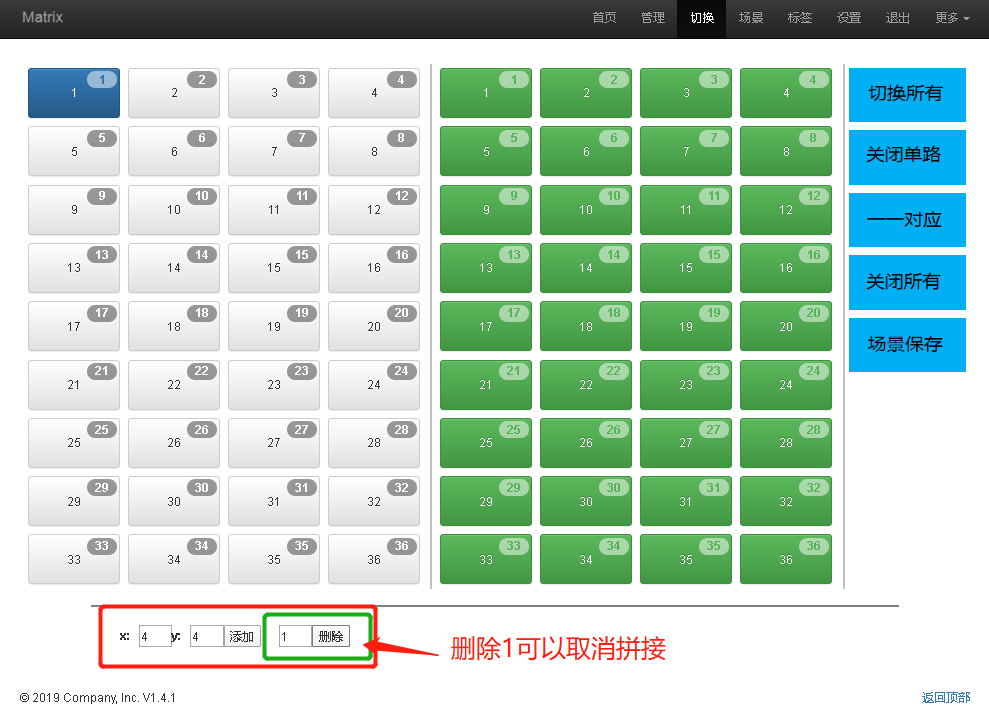 Matrix 首页 管理 切换 场景 标签 设置 退出 更多
1 1 2 2 3 3 4 4 1 1 2 2 3 3 4 4 切换所有
5 5 6 6 7 7 8 8 5 5 6 6 7 7 8 8 关闭单路
9 9 10 10 11 11 12 12 9 9 10 10 11 11 12 12 一一对应
13 13 14 14 15 15 16 16 13 13 14 14 15 15 16 16 关闭所有
17 17 18 18 19 19 20 20 17 17 18 18 19 19 20 20 场景保存
21 21 22 22 23 23 24 24 21 21 22 22 23 23 24 24
25 25 26 26 27 27 28 28 25 25 26 26 27 27 28 28
29 29 30 30 31 31 32 32 29 29 30 30 31 31 32 32
33 33 34 34 35 35 36 36 33 33 34 34 35 35 36 36
x: 4 y: 4 添加 1 删除 删除1可以取消拼接
© 2019 Company, Inc. V1.4.1 返回顶部